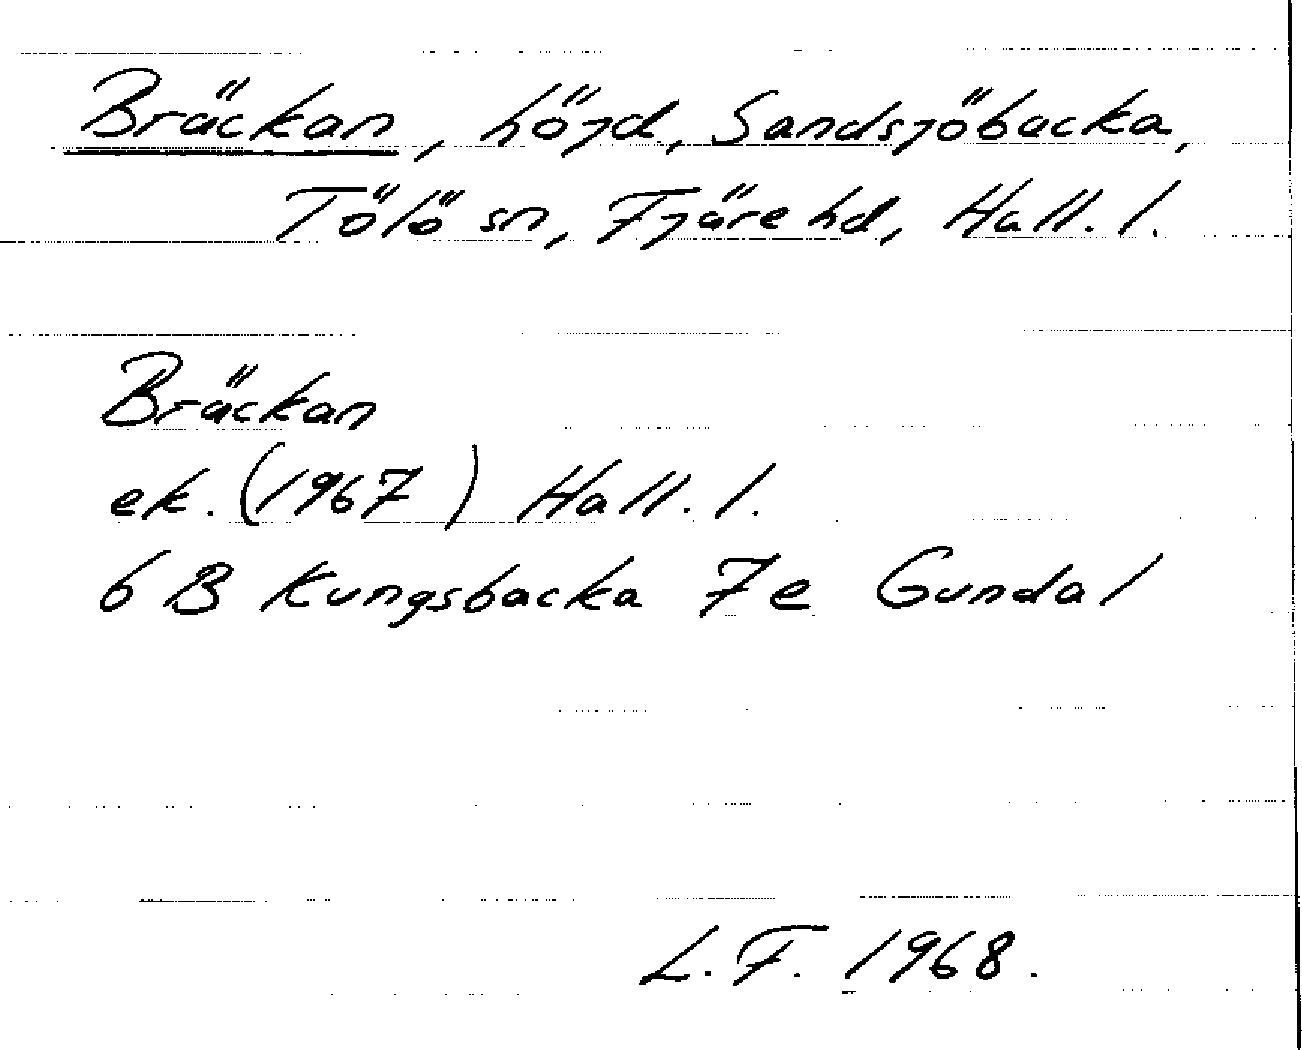 Bräckan, höjd, Sandsjöbacka,
Tölö sn, Fjäre hd, Hall. l.
Bräckan
ek. (1967) Hall. l.
6 B Kungsbacka 7e Gundal
L. F. 1968.